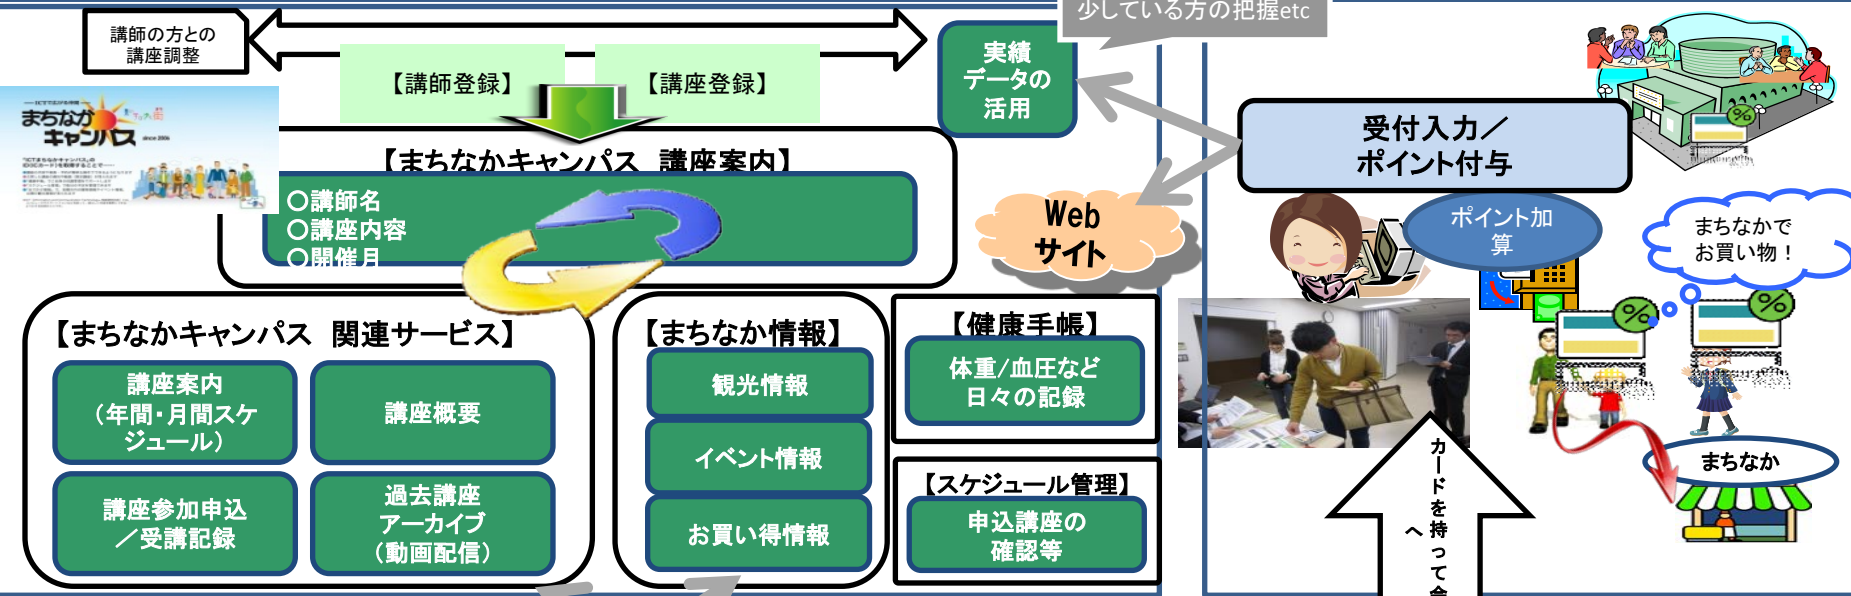 少している方の把握etc
講師の方との
講座調整
【講師登録】
【講座登録】
実績
データの
活用
まちなか
キャンパス
since 2006
【まちなかキャンパス　講座案内】
○講師名
○講座内容
○開催月
Web
サイト
受付入力／
ポイント付与
ポイント加
算
まちなかで
お買い物！
%
%
%
【まちなかキャンパス　関連サービス】
講座案内
（年間・月間スケ
ジュール）
講座概要
講座参加申込
／受講記録
過去講座
アーカイブ
（動画配信）
【まちなか情報】
観光情報
イベント情報
お買い得情報
【健康手帳】
体重/血圧など
日々の記録
【スケジュール管理】
申込講座の
確認等
カードを持って会
へ
まちなか